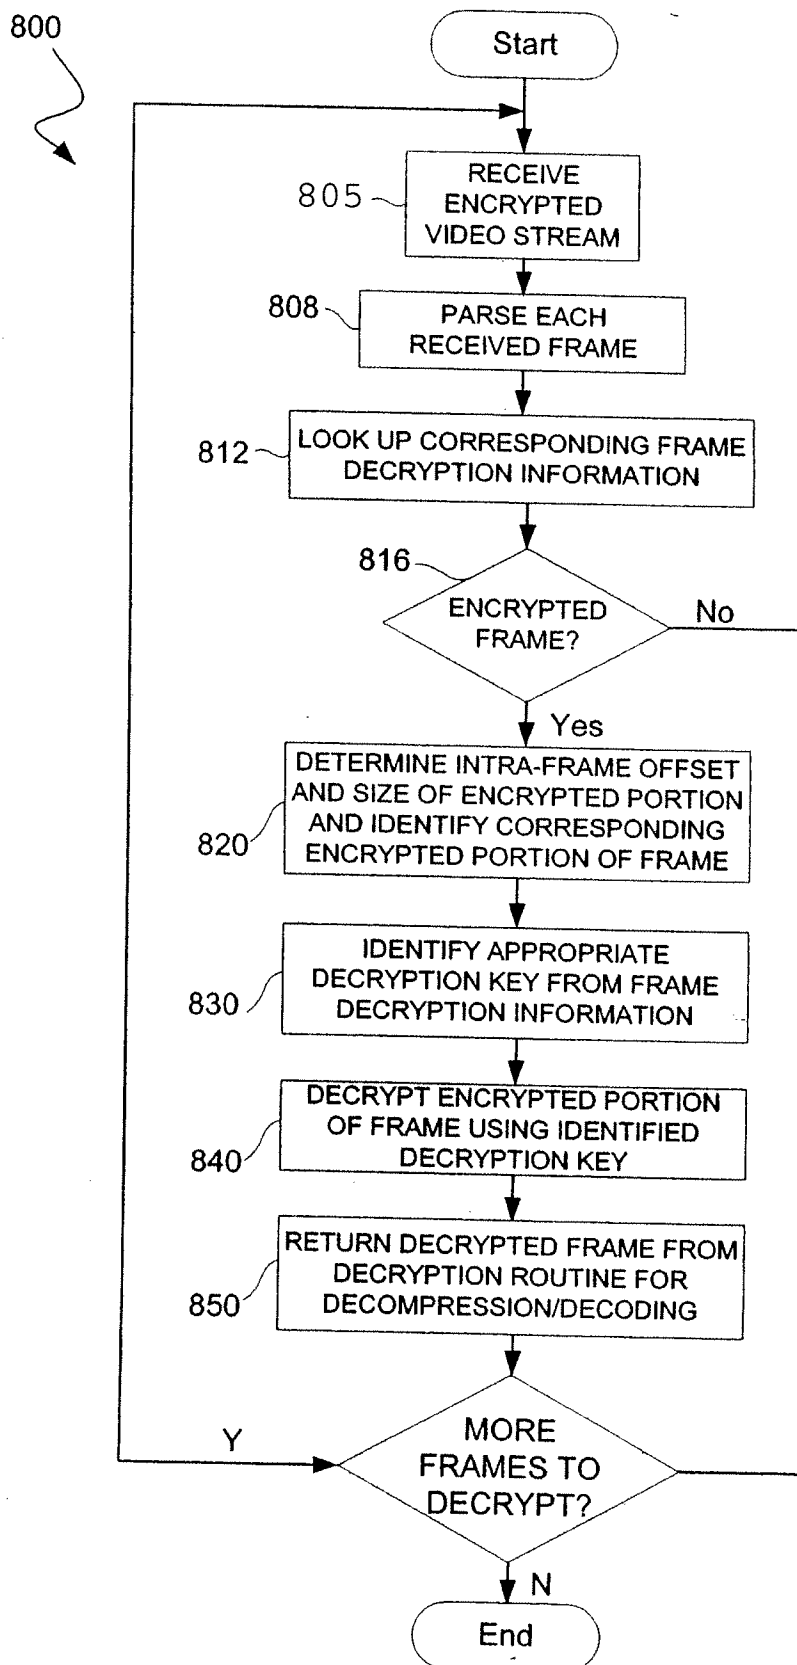 800
Start
805
RECEIVE
ENCRYPTED
VIDEO STREAM
808
PARSE EACH
RECEIVED FRAME
812
LOOK UP CORRESPONDING FRAME
DECRYPTION INFORMATION
816
ENCRYPTED
FRAME?
No
Yes
820
DETERMINE INTRA-FRAME OFFSET
AND SIZE OF ENCRYPTED PORTION
AND IDENTIFY CORRESPONDING
ENCRYPTED PORTION OF FRAME
830
IDENTIFY APPROPRIATE
DECRYPTION KEY FROM FRAME
DECRYPTION INFORMATION
840
DECRYPT ENCRYPTED PORTION
OF FRAME USING IDENTIFIED
DECRYPTION KEY
850
RETURN DECRYPTED FRAME FROM
DECRYPTION ROUTINE FOR
DECOMPRESSION/DECODING
Y
MORE
FRAMES TO
DECRYPT?
N
End